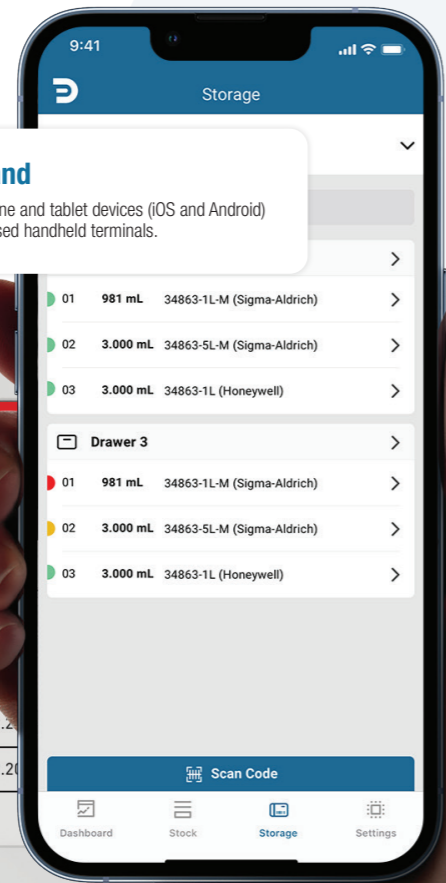 9:41
Storage
and
one and tablet devices (iOS and Android)
sed handheld terminals.
01 981 mL 34863-1L-M (Sigma-Aldrich)
02 3.000 mL 34863-5L-M (Sigma-Aldrich)
03 3.000 mL 34863-1L (Honeywell)
Drawer 3
01 981 mL 34863-1L-M (Sigma-Aldrich)
02 3.000 mL 34863-5L-M (Sigma-Aldrich)
03 3.000 mL 34863-1L (Honeywell)
Scan Code
Dashboard Stock Storage Settings